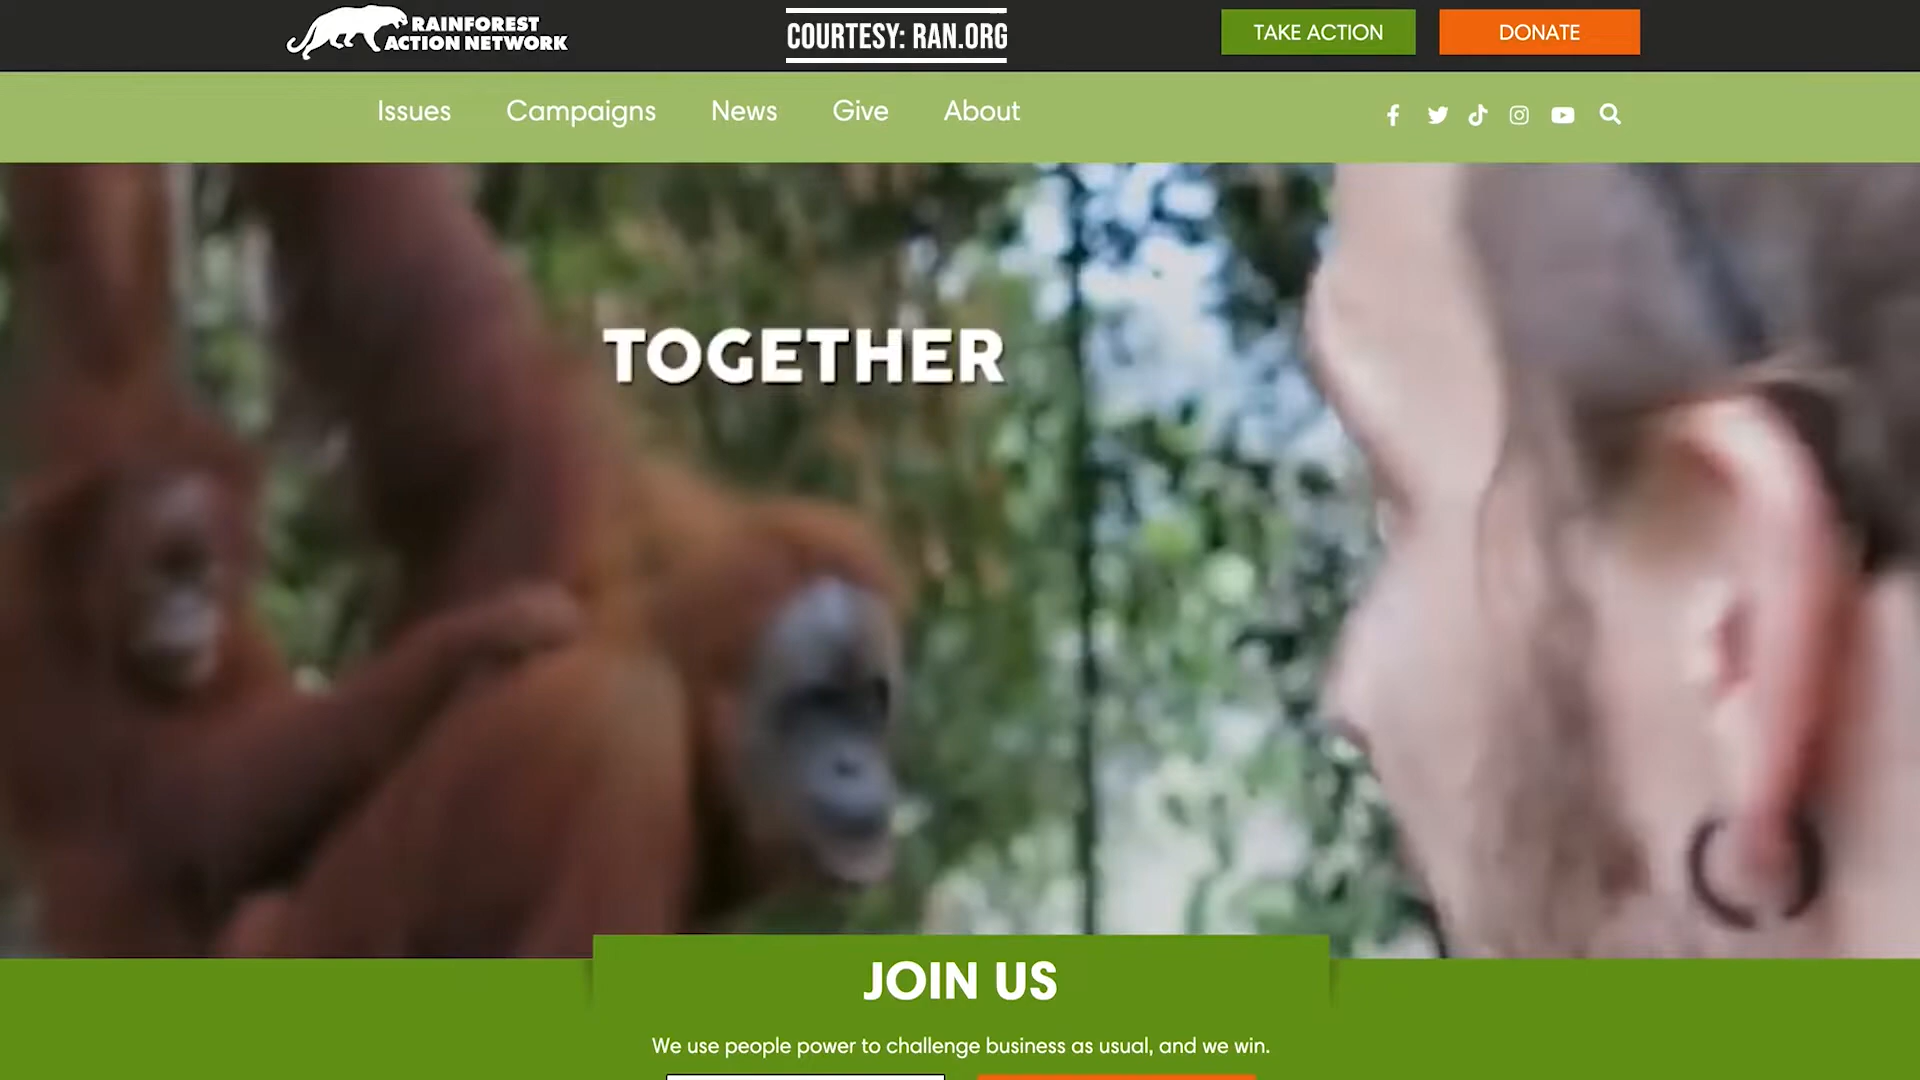 RAINFOREST
ACTION NETWORK
COURTESY: RAN.ORG
TAKE ACTION
DONATE
Issues
Campaigns
News
Give
About
TOGETHER
JOIN US
We use people power to challenge business as usual, and we win.